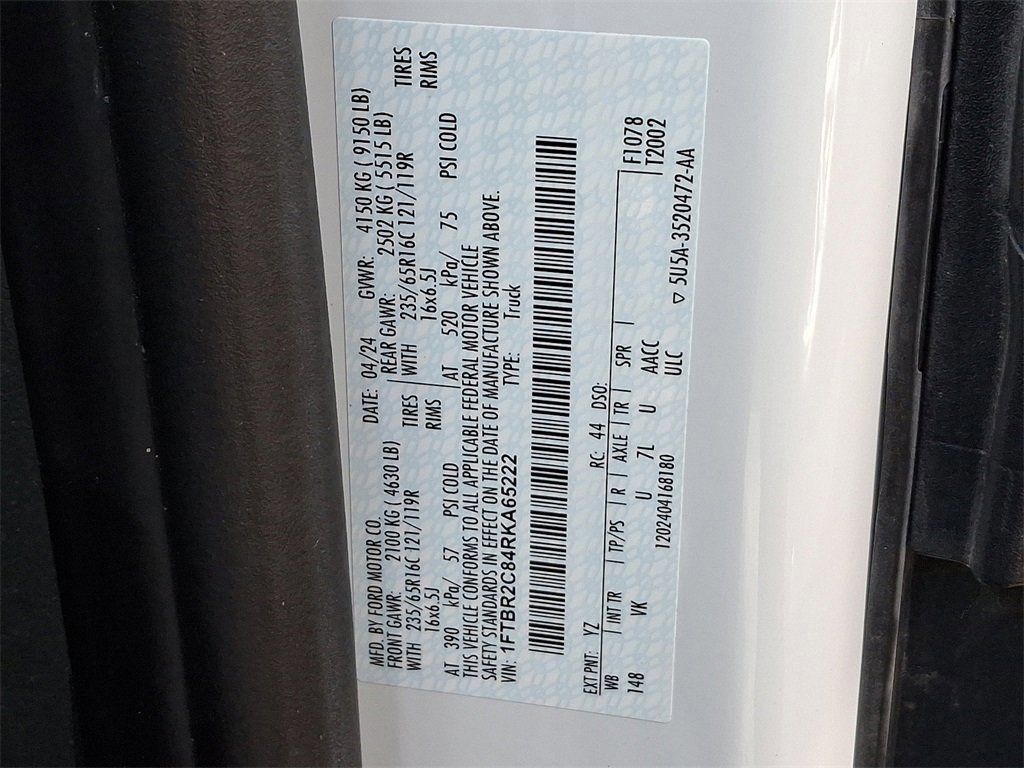 MFD. BY FORD MOTOR CO. DATE: 04/24 GVWR: 4150 KG ( 9150 LB)
FRONT GAWR: 2100 KG ( 4630 LB) REAR GAWR: 2502 KG ( 5515 LB)
WITH 235/65R16C 121/119R TIRES WITH 235/65R16C 121/119R TIRES
16x6.5J RIMS 16x6.5J RIMS
AT 390 kPa/ 57 PSI COLD AT 520 kPa/ 75 PSI COLD
THIS VEHICLE CONFORMS TO ALL APPLICABLE FEDERAL MOTOR VEHICLE
SAFETY STANDARDS IN EFFECT ON THE DATE OF MANUFACTURE SHOWN ABOVE.
VIN: 1FTBR2C84RKA65222 TYPE: Truck
EXT PNT: YZ RC: 44 DSO: F1078
WB INT TR TP/PS R AXLE TR SPR T2002
148 VK U 7L U AACC
1202404168180 ULC
▽ 5U5A-3520472-AA